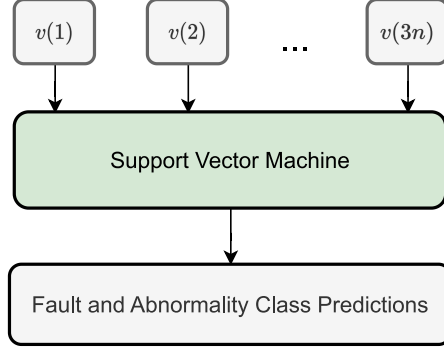 v(1) v(2) ... v(3n)
Support Vector Machine
Fault and Abnormality Class Predictions